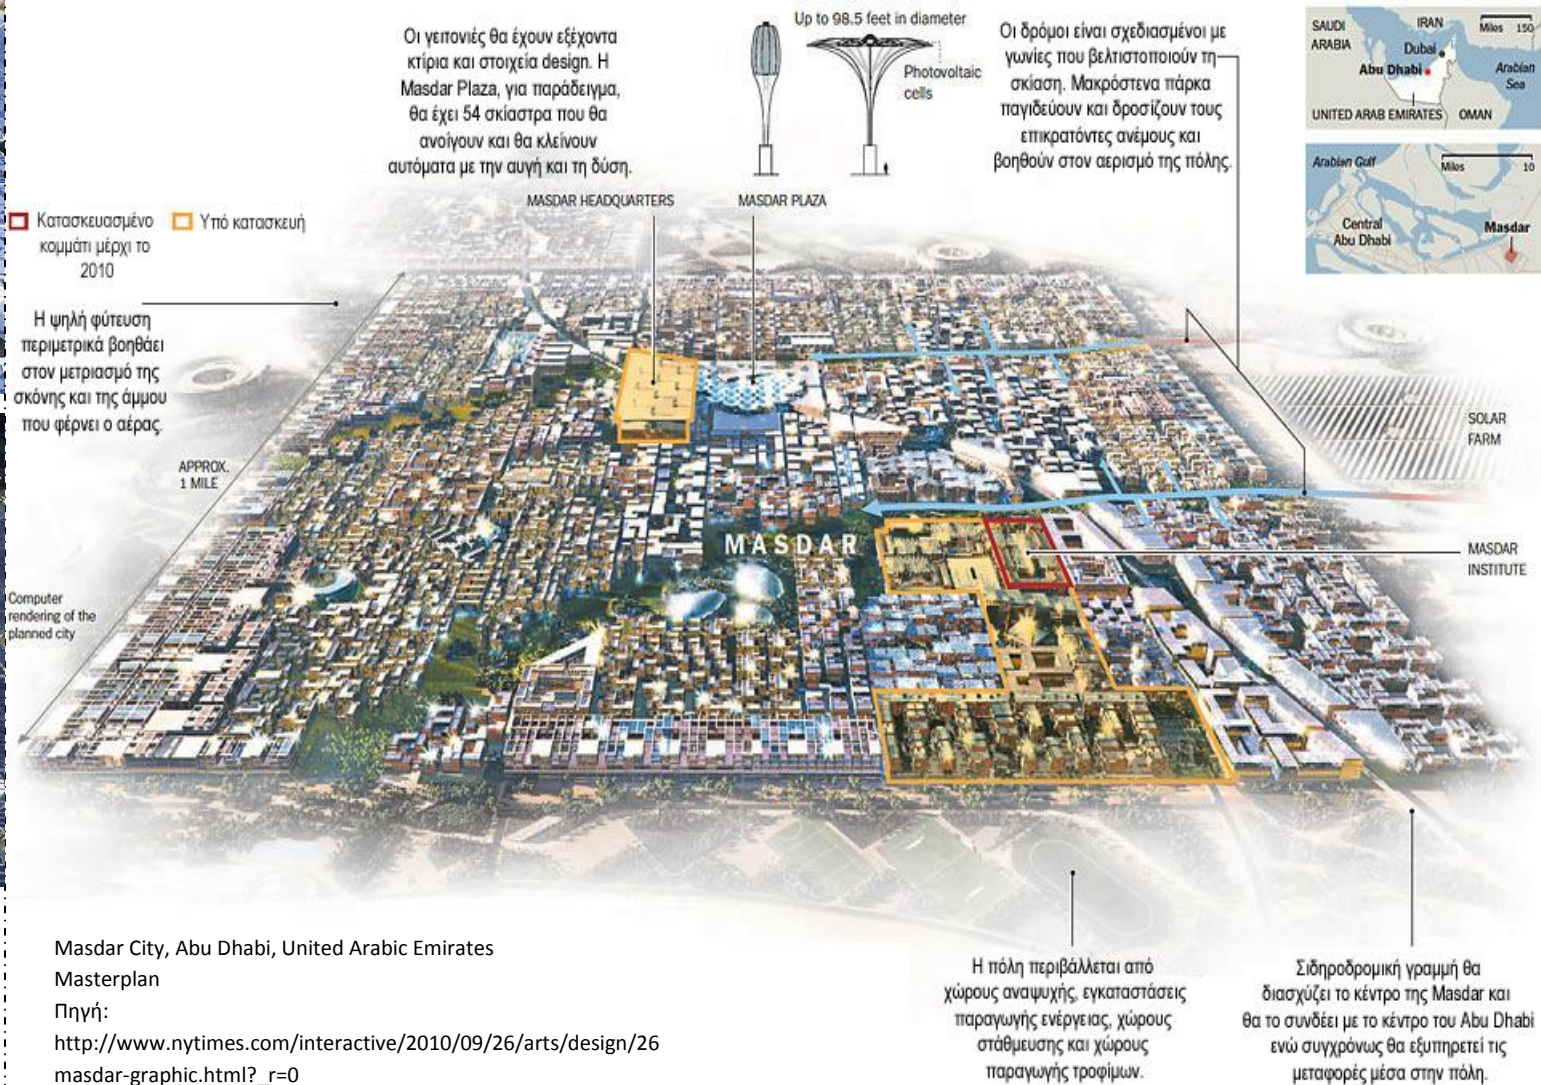 Οι γειτονιές θα έχουν εξέχοντα
κτίρια και στοιχεία design. Η
Masdar Plaza, για παράδειγμα,
θα έχει 54 σκίαστρα που θα
ανοίγουν και θα κλείνουν
αυτόματα με την αυγή και τη δύση.
Up to 98.5 feet in diameter
Photovoltaic
cells
Οι δρόμοι είναι σχεδιασμένοι με
γωνίες που βελτιστοποιούν τη
σκίαση. Μακρόστενα πάρκα
παγιδεύουν και δροσίζουν τους
επικρατόντες ανέμους και
βοηθούν στον αερισμό της πόλης.
SAUDI
ARABIA
IRAN
Miles 150
Dubai
Abu Dhabi
Arabian
Sea
UNITED ARAB EMIRATES
OMAN
Arabian Gulf
Miles 10
Central
Abu Dhabi
Masdar
MASDAR HEADQUARTERS
MASDAR PLAZA
Κατασκευασμένο
κομμάτι μέρχι το
2010
Υπό κατασκευή
Η ψηλή φύτευση
περιμετρικά βοηθάει
στον μετριασμό της
σκόνης και της άμμου
που φέρνει ο αέρας.
APPROX.
1 MILE
SOLAR
FARM
MASDAR
MASDAR
INSTITUTE
Computer
rendering of the
planned city
Masdar City, Abu Dhabi, United Arabic Emirates
Masterplan
Πηγή:
http://www.nytimes.com/interactive/2010/09/26/arts/design/26
masdar-graphic.html?_r=0
Η πόλη περιβάλλεται από
χώρους αναψυχής, εγκαταστάσεις
παραγωγής ενέργειας, χώρους
στάθμευσης και χώρους
παραγωγής τροφίμων.
Σιδηροδρομική γραμμή θα
διασχύζει το κέντρο της Masdar και
θα το συνδέει με το κέντρο του Abu Dhabi
ενώ συγχρόνως θα εξυπηρετεί τις
μεταφορές μέσα στην πόλη.